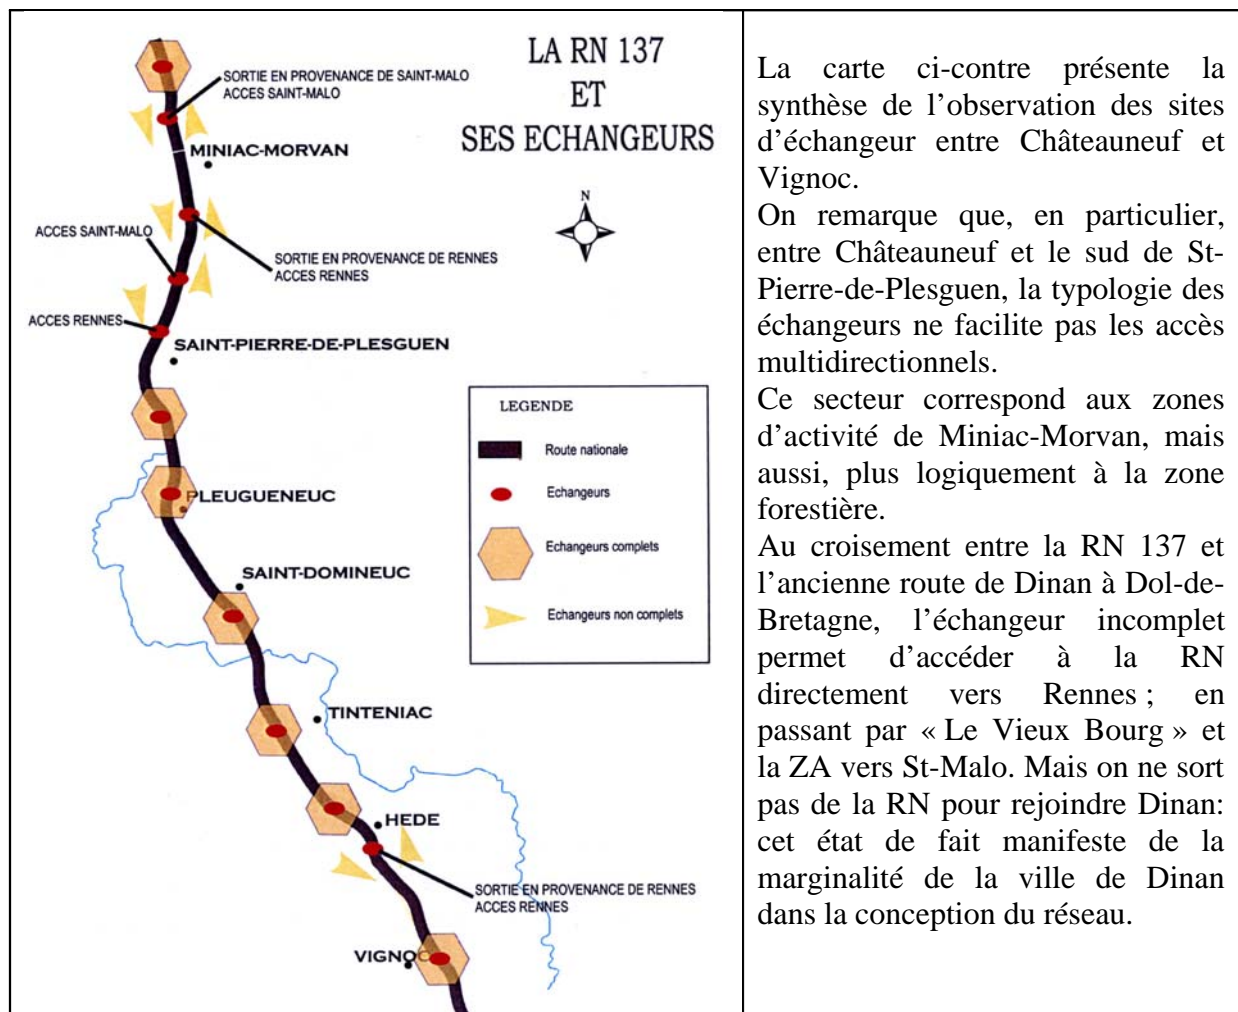 LA RN 137
ET
SES ECHANGEURS
SORTIE EN PROVENANCE DE SAINT-MALO
ACCES SAINT-MALO
MINIAC-MORVAN
N
ACCES SAINT-MALO
SORTIE EN PROVENANCE DE RENNES
ACCES RENNES
ACCES RENNES
SAINT-PIERRE-DE-PLESGUEN
LEGENDE
Route nationale
Echangeurs
Echangeurs complets
Echangeurs non complets
PLEUGUENEUC
SAINT-DOMINEUC
TINTENIAC
HEDE
SORTIE EN PROVENANCE DE RENNES
ACCES RENNES
VIGNOC
La carte ci-contre présente la
synthèse de l’observation des sites
d’échangeur entre Châteauneuf et
Vignoc.
On remarque que, en particulier,
entre Châteauneuf et le sud de St-
Pierre-de-Plesguen, la typologie des
échangeurs ne facilite pas les accès
multidirectionnels.
Ce secteur correspond aux zones
d’activité de Miniac-Morvan, mais
aussi, plus logiquement à la zone
forestière.
Au croisement entre la RN 137 et
l’ancienne route de Dinan à Dol-de-
Bretagne, l’échangeur incomplet
permet d’accéder à la RN
directement vers Rennes ; en
passant par « Le Vieux Bourg » et
la ZA vers St-Malo. Mais on ne sort
pas de la RN pour rejoindre Dinan:
cet état de fait manifeste de la
marginalité de la ville de Dinan
dans la conception du réseau.